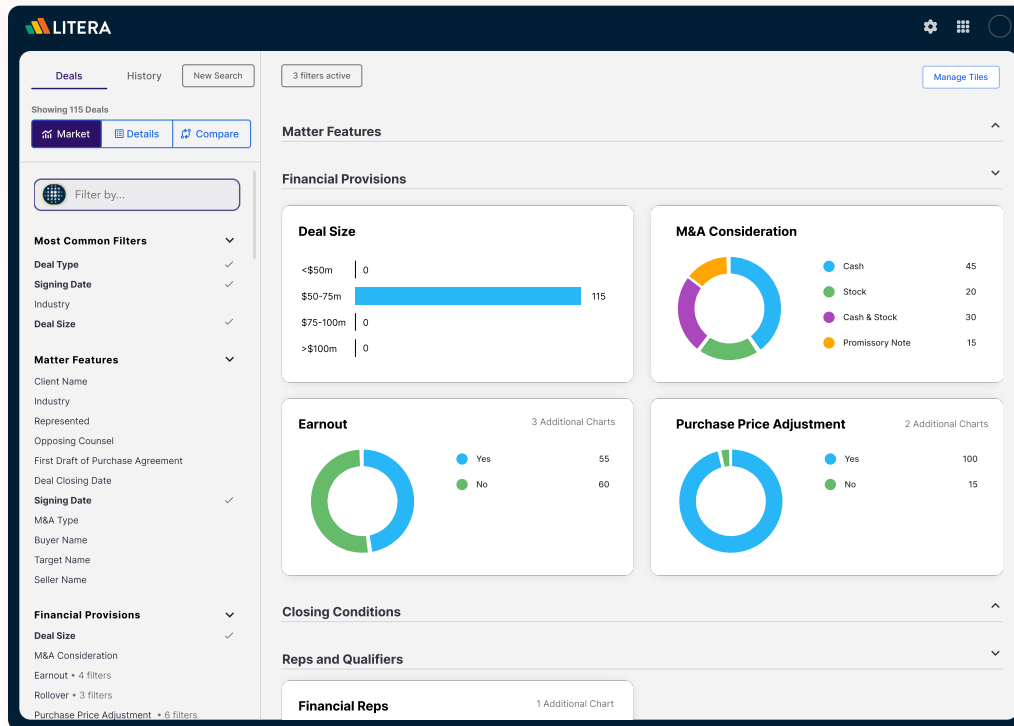 LITERA
Deals
History
New Search
Showing 115 Deals
Market
Details
Compare
Filter by...
Most Common Filters
Deal Type
Signing Date
Industry
Deal Size
Matter Features
Client Name
Industry
Represented
Opposing Counsel
First Draft of Purchase Agreement
Deal Closing Date
Signing Date
M&A Type
Buyer Name
Target Name
Seller Name
Financial Provisions
Deal Size
M&A Consideration
Earnout • 4 filters
Rollover • 3 filters
Purchase Price Adjustment • 6 filters
3 filters active
Manage Tiles
Matter Features
Financial Provisions
Deal Size
<$50m 0
$50-75m 115
$75-100m 0
>$100m 0
M&A Consideration
Cash 45
Stock 20
Cash & Stock 30
Promissory Note 15
Earnout
3 Additional Charts
Yes 55
No 60
Purchase Price Adjustment
2 Additional Charts
Yes 100
No 15
Closing Conditions
Reps and Qualifiers
Financial Reps
1 Additional Chart